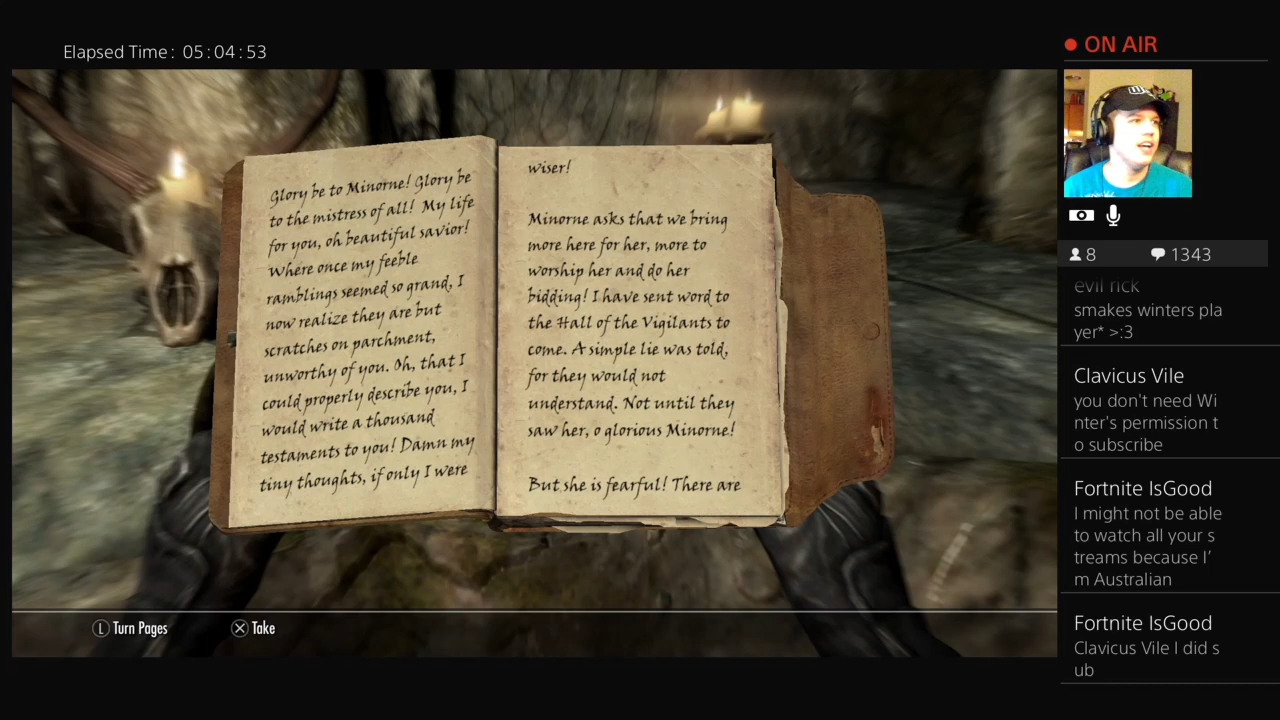 Elapsed Time: 05:04:53
Glory be to Minorne! Glory be
to the mistress of all! My life
for you, oh beautiful savior!
Where once my feeble
ramblings seemed so grand, I
now realize they are but
scratches on parchment,
unworthy of you. Oh, that I
could properly describe you, I
would write a thousand
testaments to you! Damn my
tiny thoughts, if only I were
wiser!
Minorne asks that we bring
more here for her, more to
worship her and do her
bidding! I have sent word to
the Hall of the Vigilants to
come. A simple lie was told,
for they would not
understand. Not until they
saw her, o glorious Minorne!
But she is fearful! There are
L Turn Pages
X Take
ON AIR
8
1343
evil rick
smakes winters pla
yer* >:3
Clavicus Vile
you don't need Wi
nter's permission t
o subscribe
Fortnite IsGood
I might not be able
to watch all your s
treams because I'
m Australian
Fortnite IsGood
Clavicus Vile I did s
ub